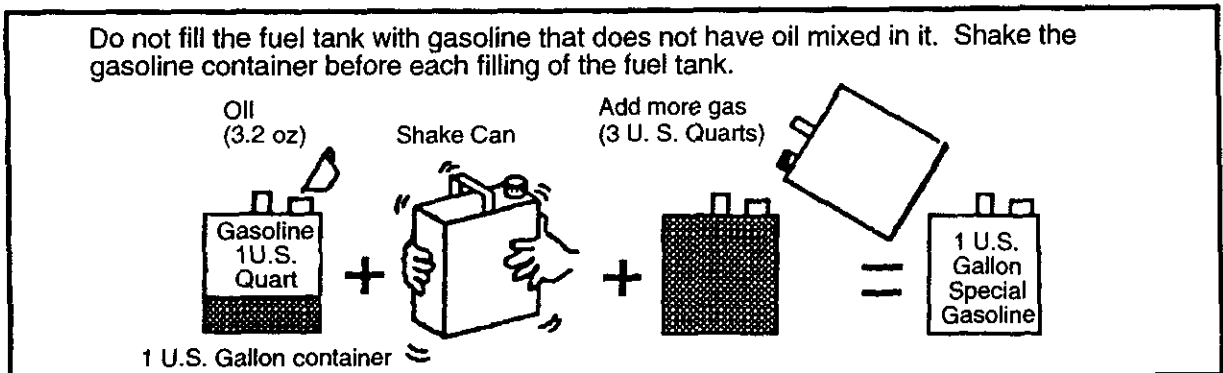 Do not fill the fuel tank with gasoline that does not have oil mixed in it. Shake the
gasoline container before each filling of the fuel tank.
Oil
(3.2 oz)
Shake Can
Add more gas
(3 U. S. Quarts)
Gasoline
1U.S.
Quart
+
+
=
1 U.S.
Gallon
Special
Gasoline
1 U.S. Gallon container